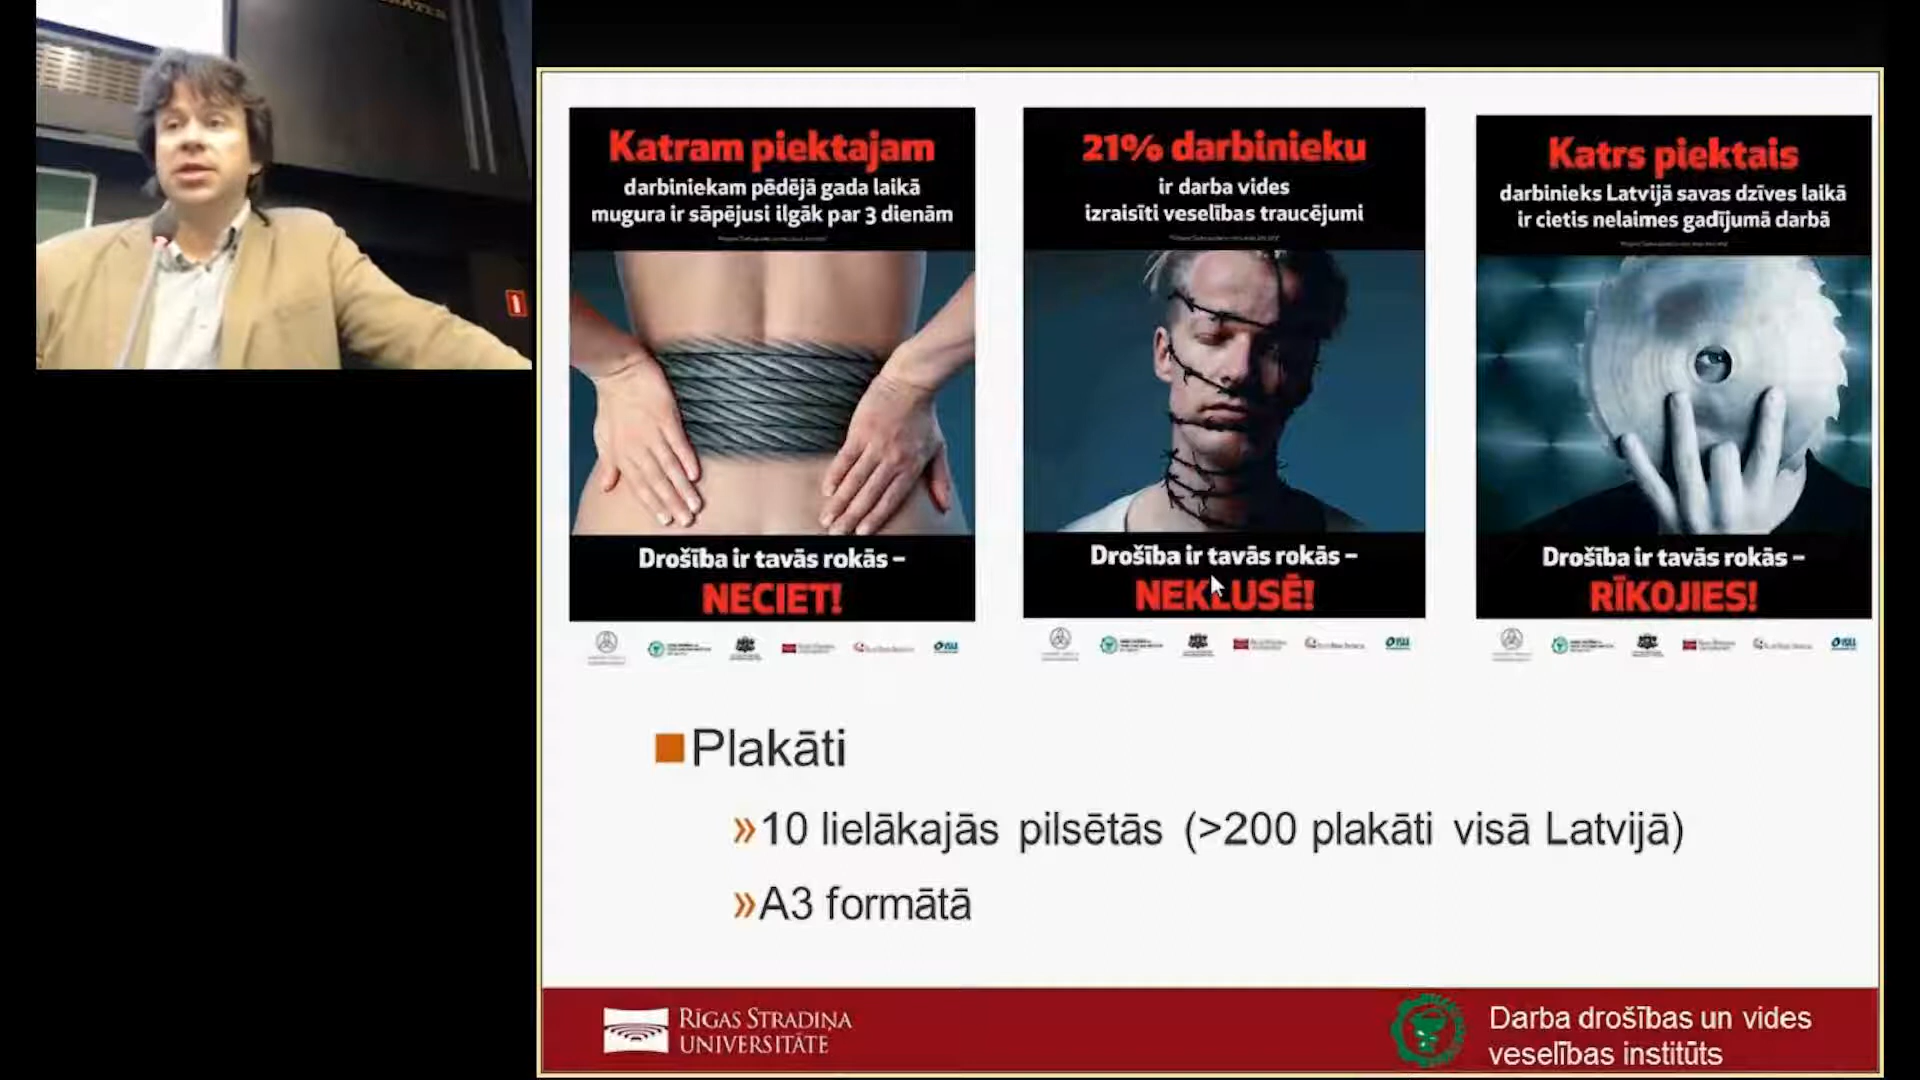 Katram piektajam
darbiniekam pēdējā gada laikā
mugura ir sāpējusi ilgāk par 3 dienām
Drošība ir tavās rokās –
NECIET!
21% darbinieku
ir darba vides
izraisīti veselības traucējumi
Drošība ir tavās rokās –
NEKLUSĒ!
Katrs piektais
darbinieks Latvijā savas dzīves laikā
ir cietis nelaimes gadījumā darbā
Drošība ir tavās rokās –
RĪKOJIES!
Plakāti
»10 lielākajās pilsētās (>200 plakāti visā Latvijā)
»A3 formātā
RĪGAS STRADIŅA
UNIVERSITĀTE
Darba drošības un vides
veselības institūts